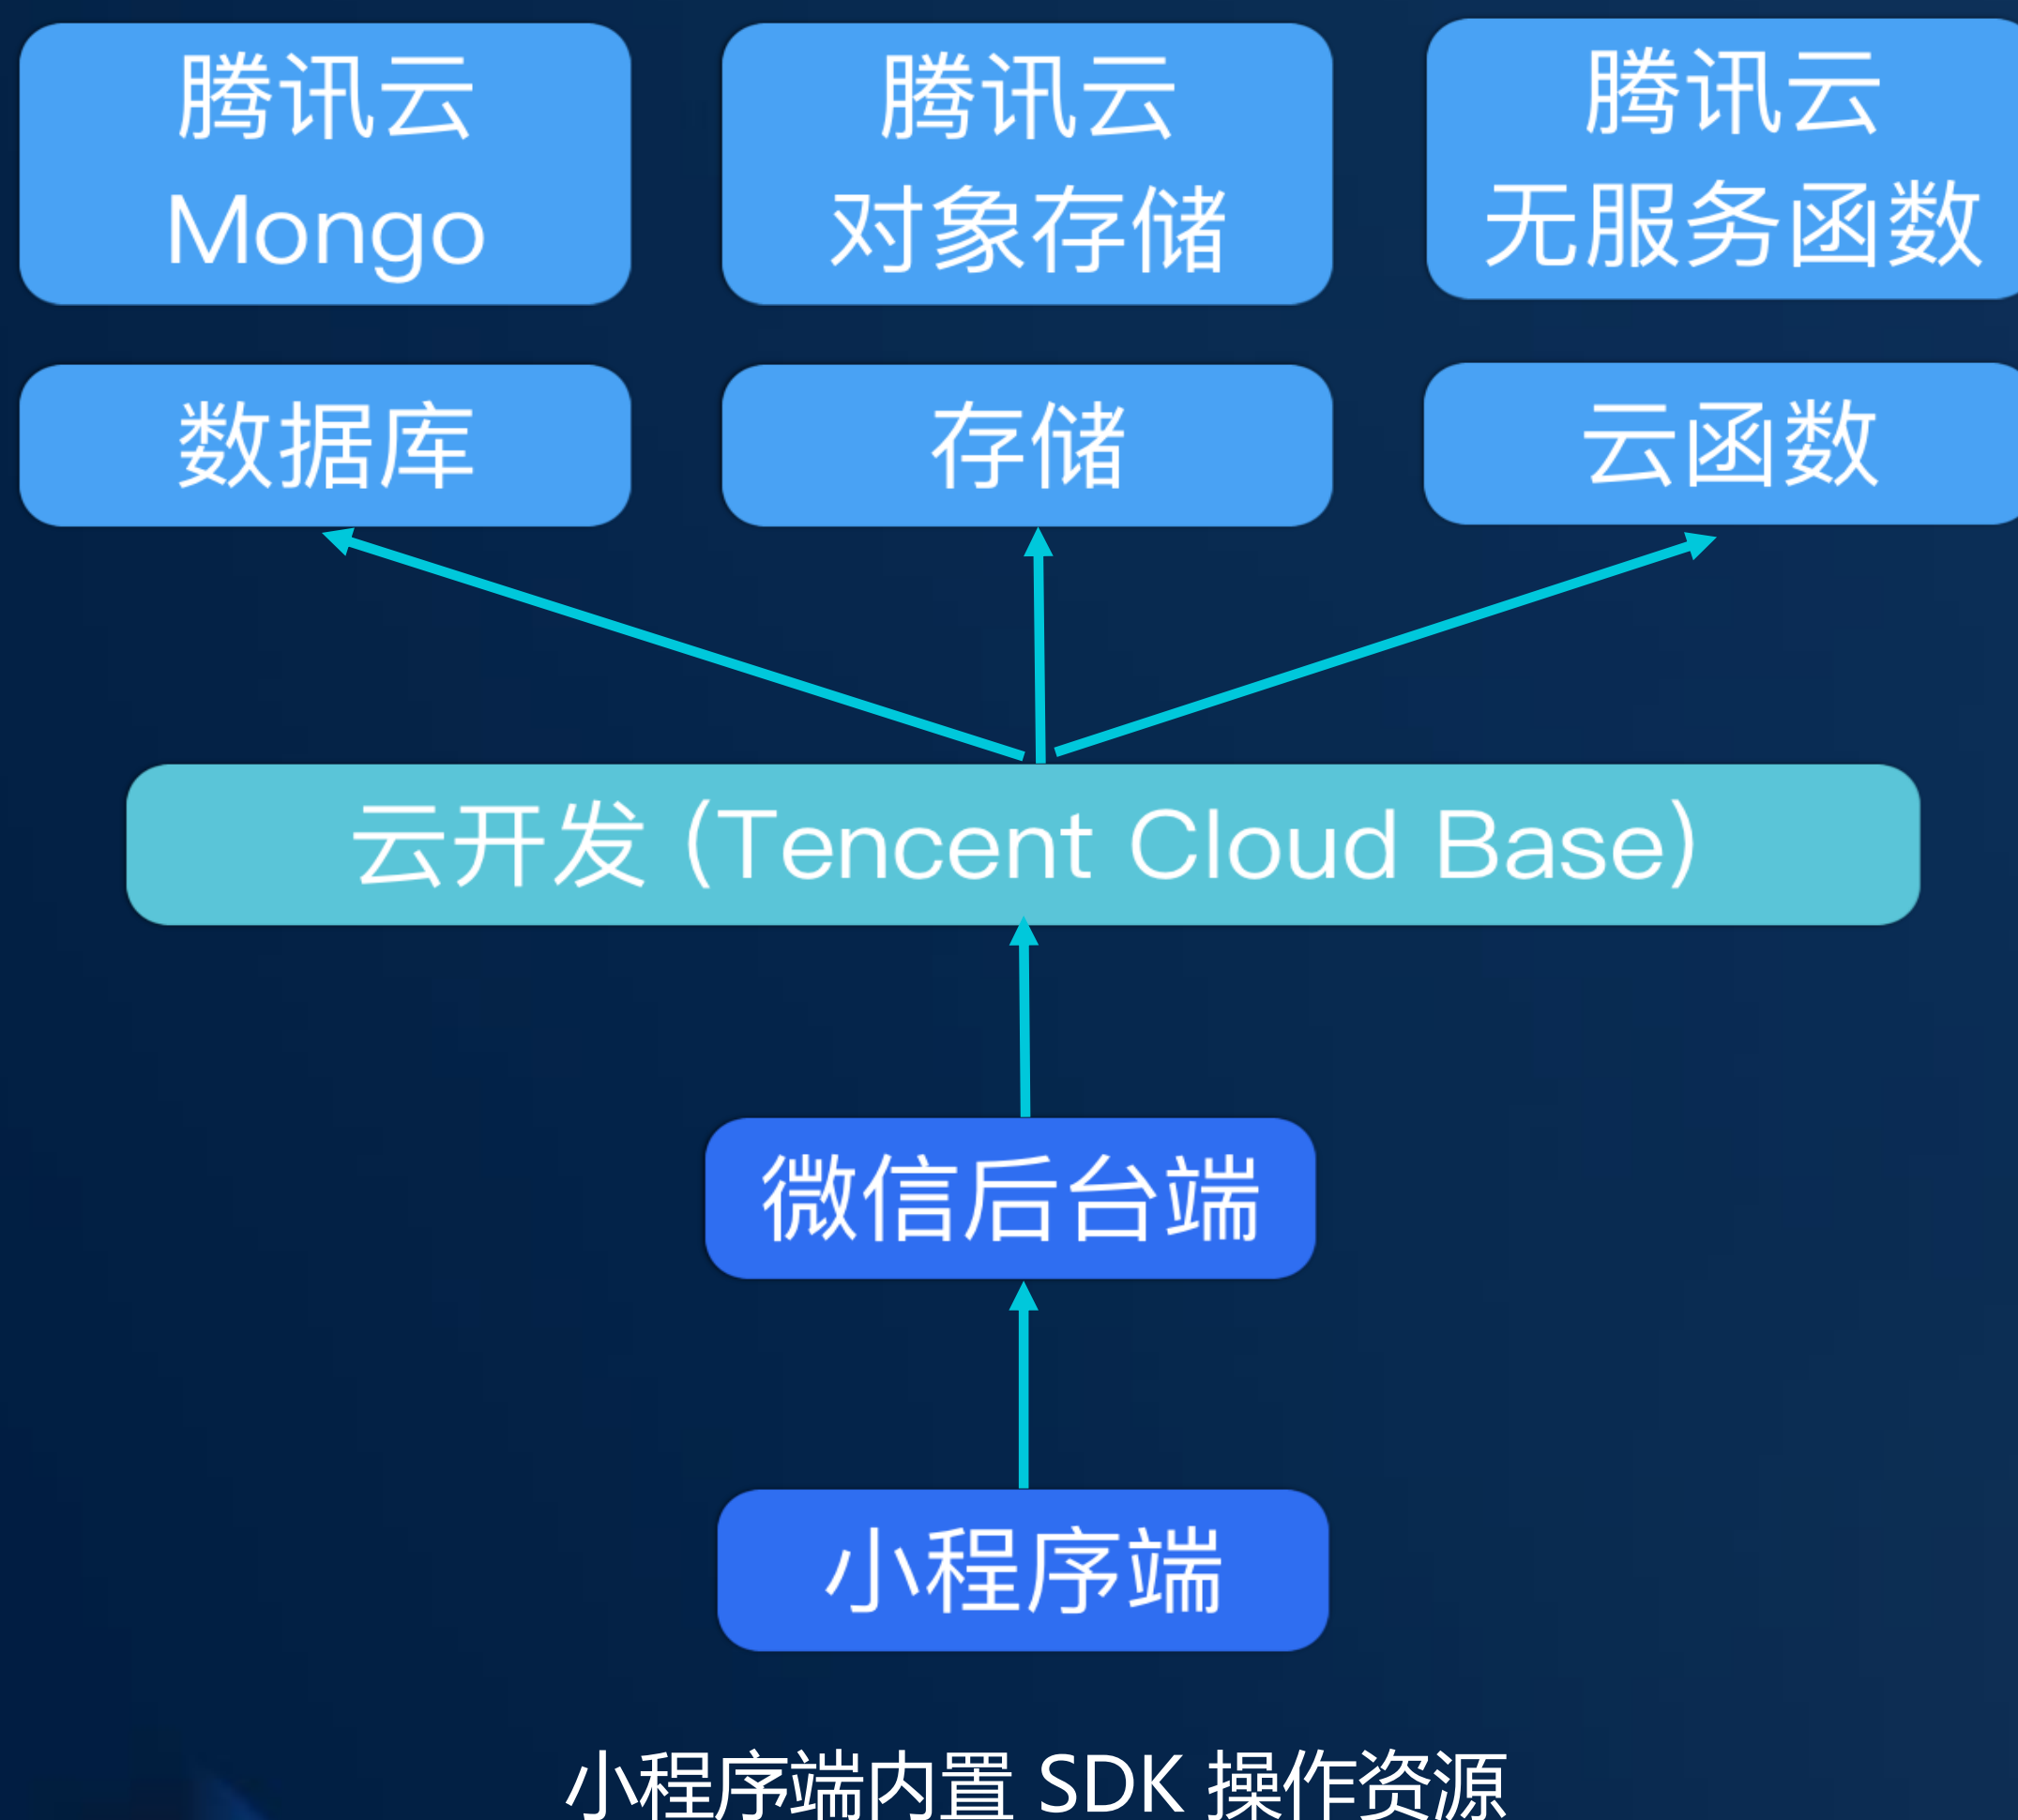 腾讯云
Mongo
腾讯云
对象存储
腾讯云
无服务函数
数据库
存储
云函数
云开发 (Tencent Cloud Base)
微信后台端
小程序端
小程序端内置 SDK 操作资源